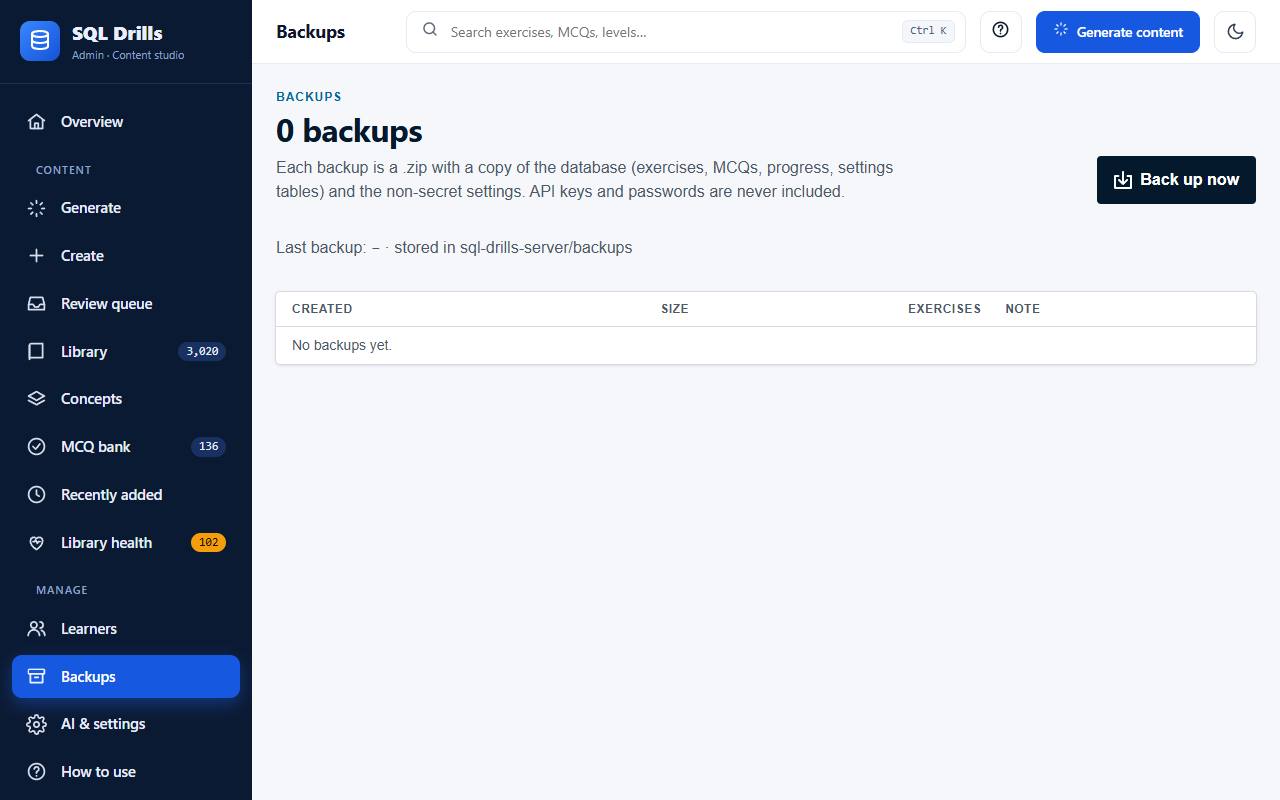 SQL Drills
Admin · Content studio
Overview
CONTENT
Generate
Create
Review queue
Library
3,020
Concepts
MCQ bank
136
Recently added
Library health
102
MANAGE
Learners
Backups
AI & settings
How to use
Backups
Search exercises, MCQs, levels...
Ctrl K
Generate content
BACKUPS
0 backups
Each backup is a .zip with a copy of the database (exercises, MCQs, progress, settings
tables) and the non-secret settings. API keys and passwords are never included.
Back up now
Last backup: – · stored in sql-drills-server/backups
CREATED SIZE EXERCISES NOTE
No backups yet.